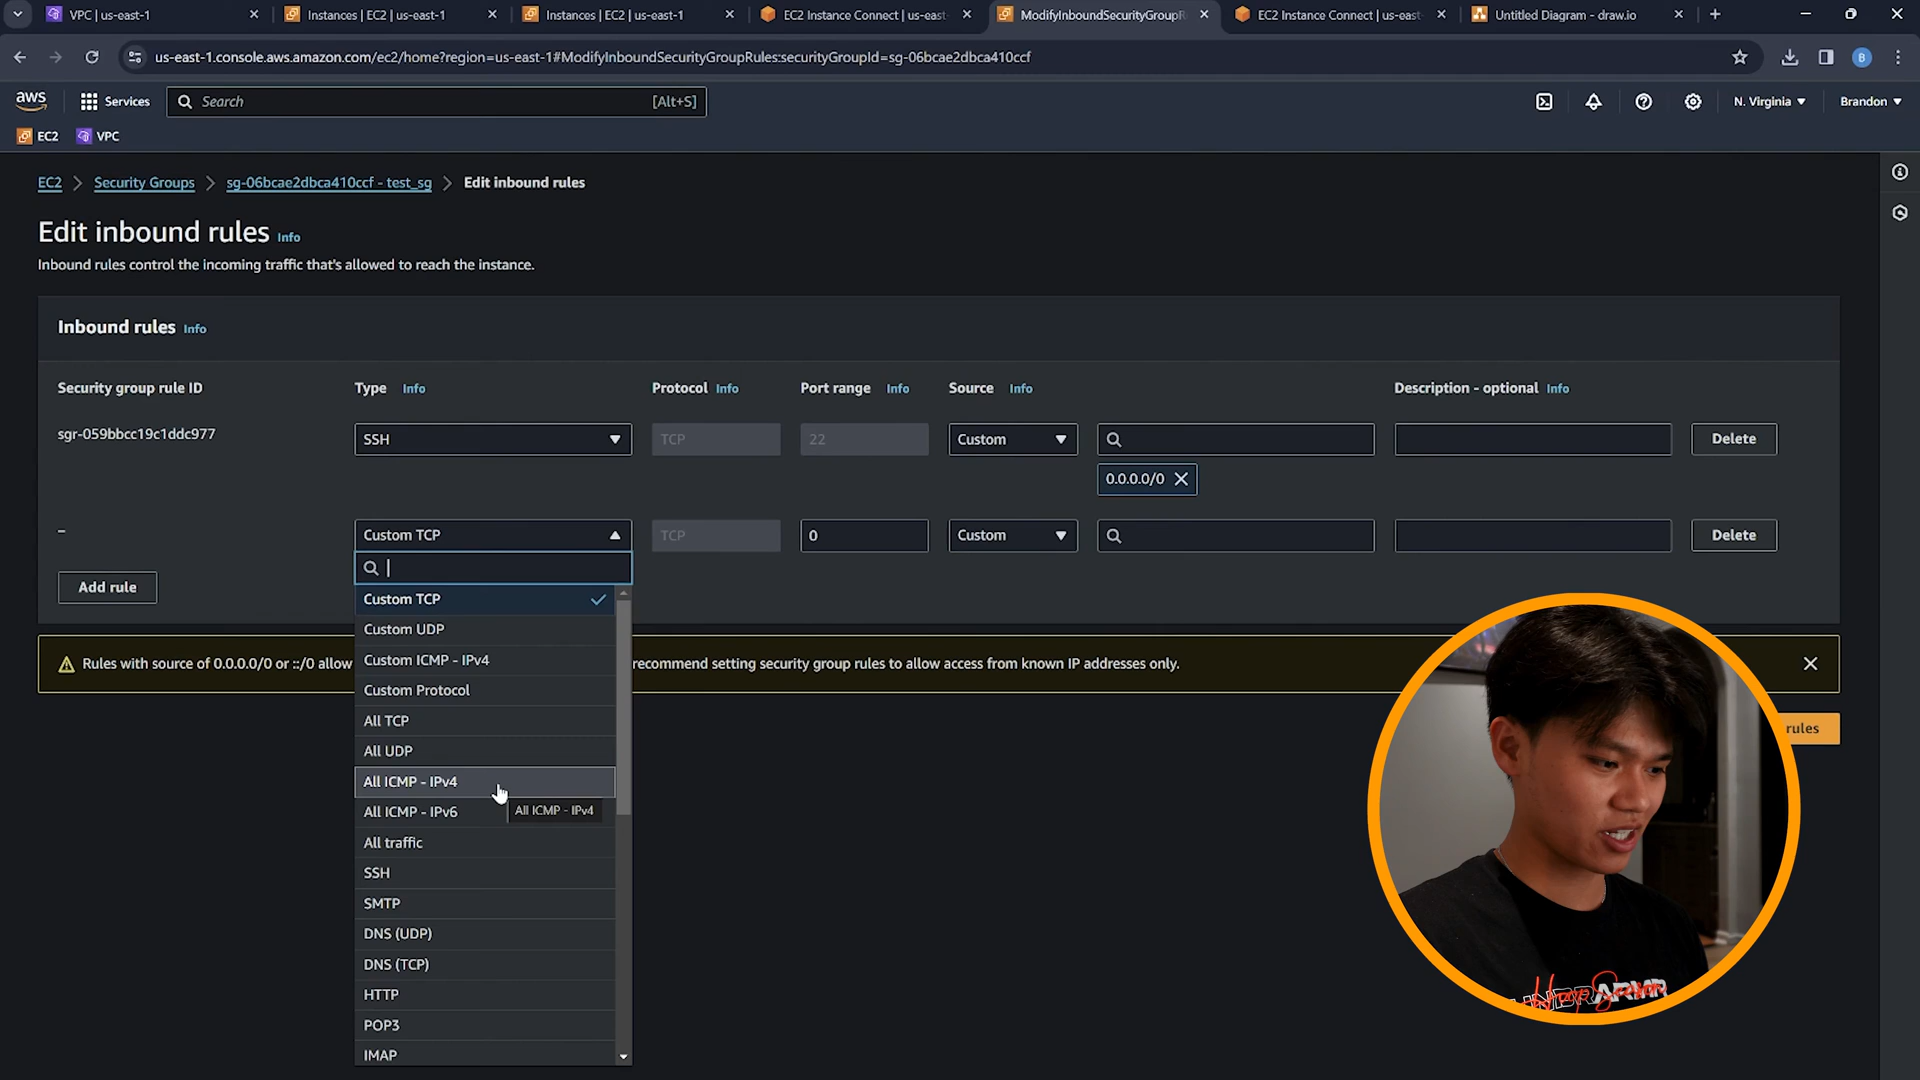 VPC | us-east-1
Instances | EC2 | us-east-1
Instances | EC2 | us-east-1
EC2 Instance Connect | us-east-
ModifyInboundSecurityGroupR
EC2 Instance Connect | us-east-
Untitled Diagram - draw.io
us-east-1.console.aws.amazon.com/ec2/home?region=us-east-1#ModifyInboundSecurityGroupRules:securityGroupId=sg-06bcae2dbca410ccf
B
aws
Services
Search
[Alt+S]
N. Virginia
Brandon
EC2
VPC
EC2 > Security Groups > sg-06bcae2dbca410ccf - test_sg > Edit inbound rules
Edit inbound rules Info
Inbound rules control the incoming traffic that's allowed to reach the instance.
Inbound rules Info
Security group rule ID Type Info Protocol Info Port range Info Source Info Description - optional Info
sgr-059bbcc19c1ddc977 SSH TCP 22 Custom Delete
0.0.0.0/0
– Custom TCP TCP 0 Custom Delete
Add rule
Custom TCP
Custom UDP
Custom ICMP - IPv4
Custom Protocol
All TCP
All UDP
All ICMP - IPv4
All ICMP - IPv6
All ICMP - IPv4
All traffic
SSH
SMTP
DNS (UDP)
DNS (TCP)
HTTP
POP3
IMAP
Rules with source of 0.0.0.0/0 or ::/0 allow recommend setting security group rules to allow access from known IP addresses only.
rules